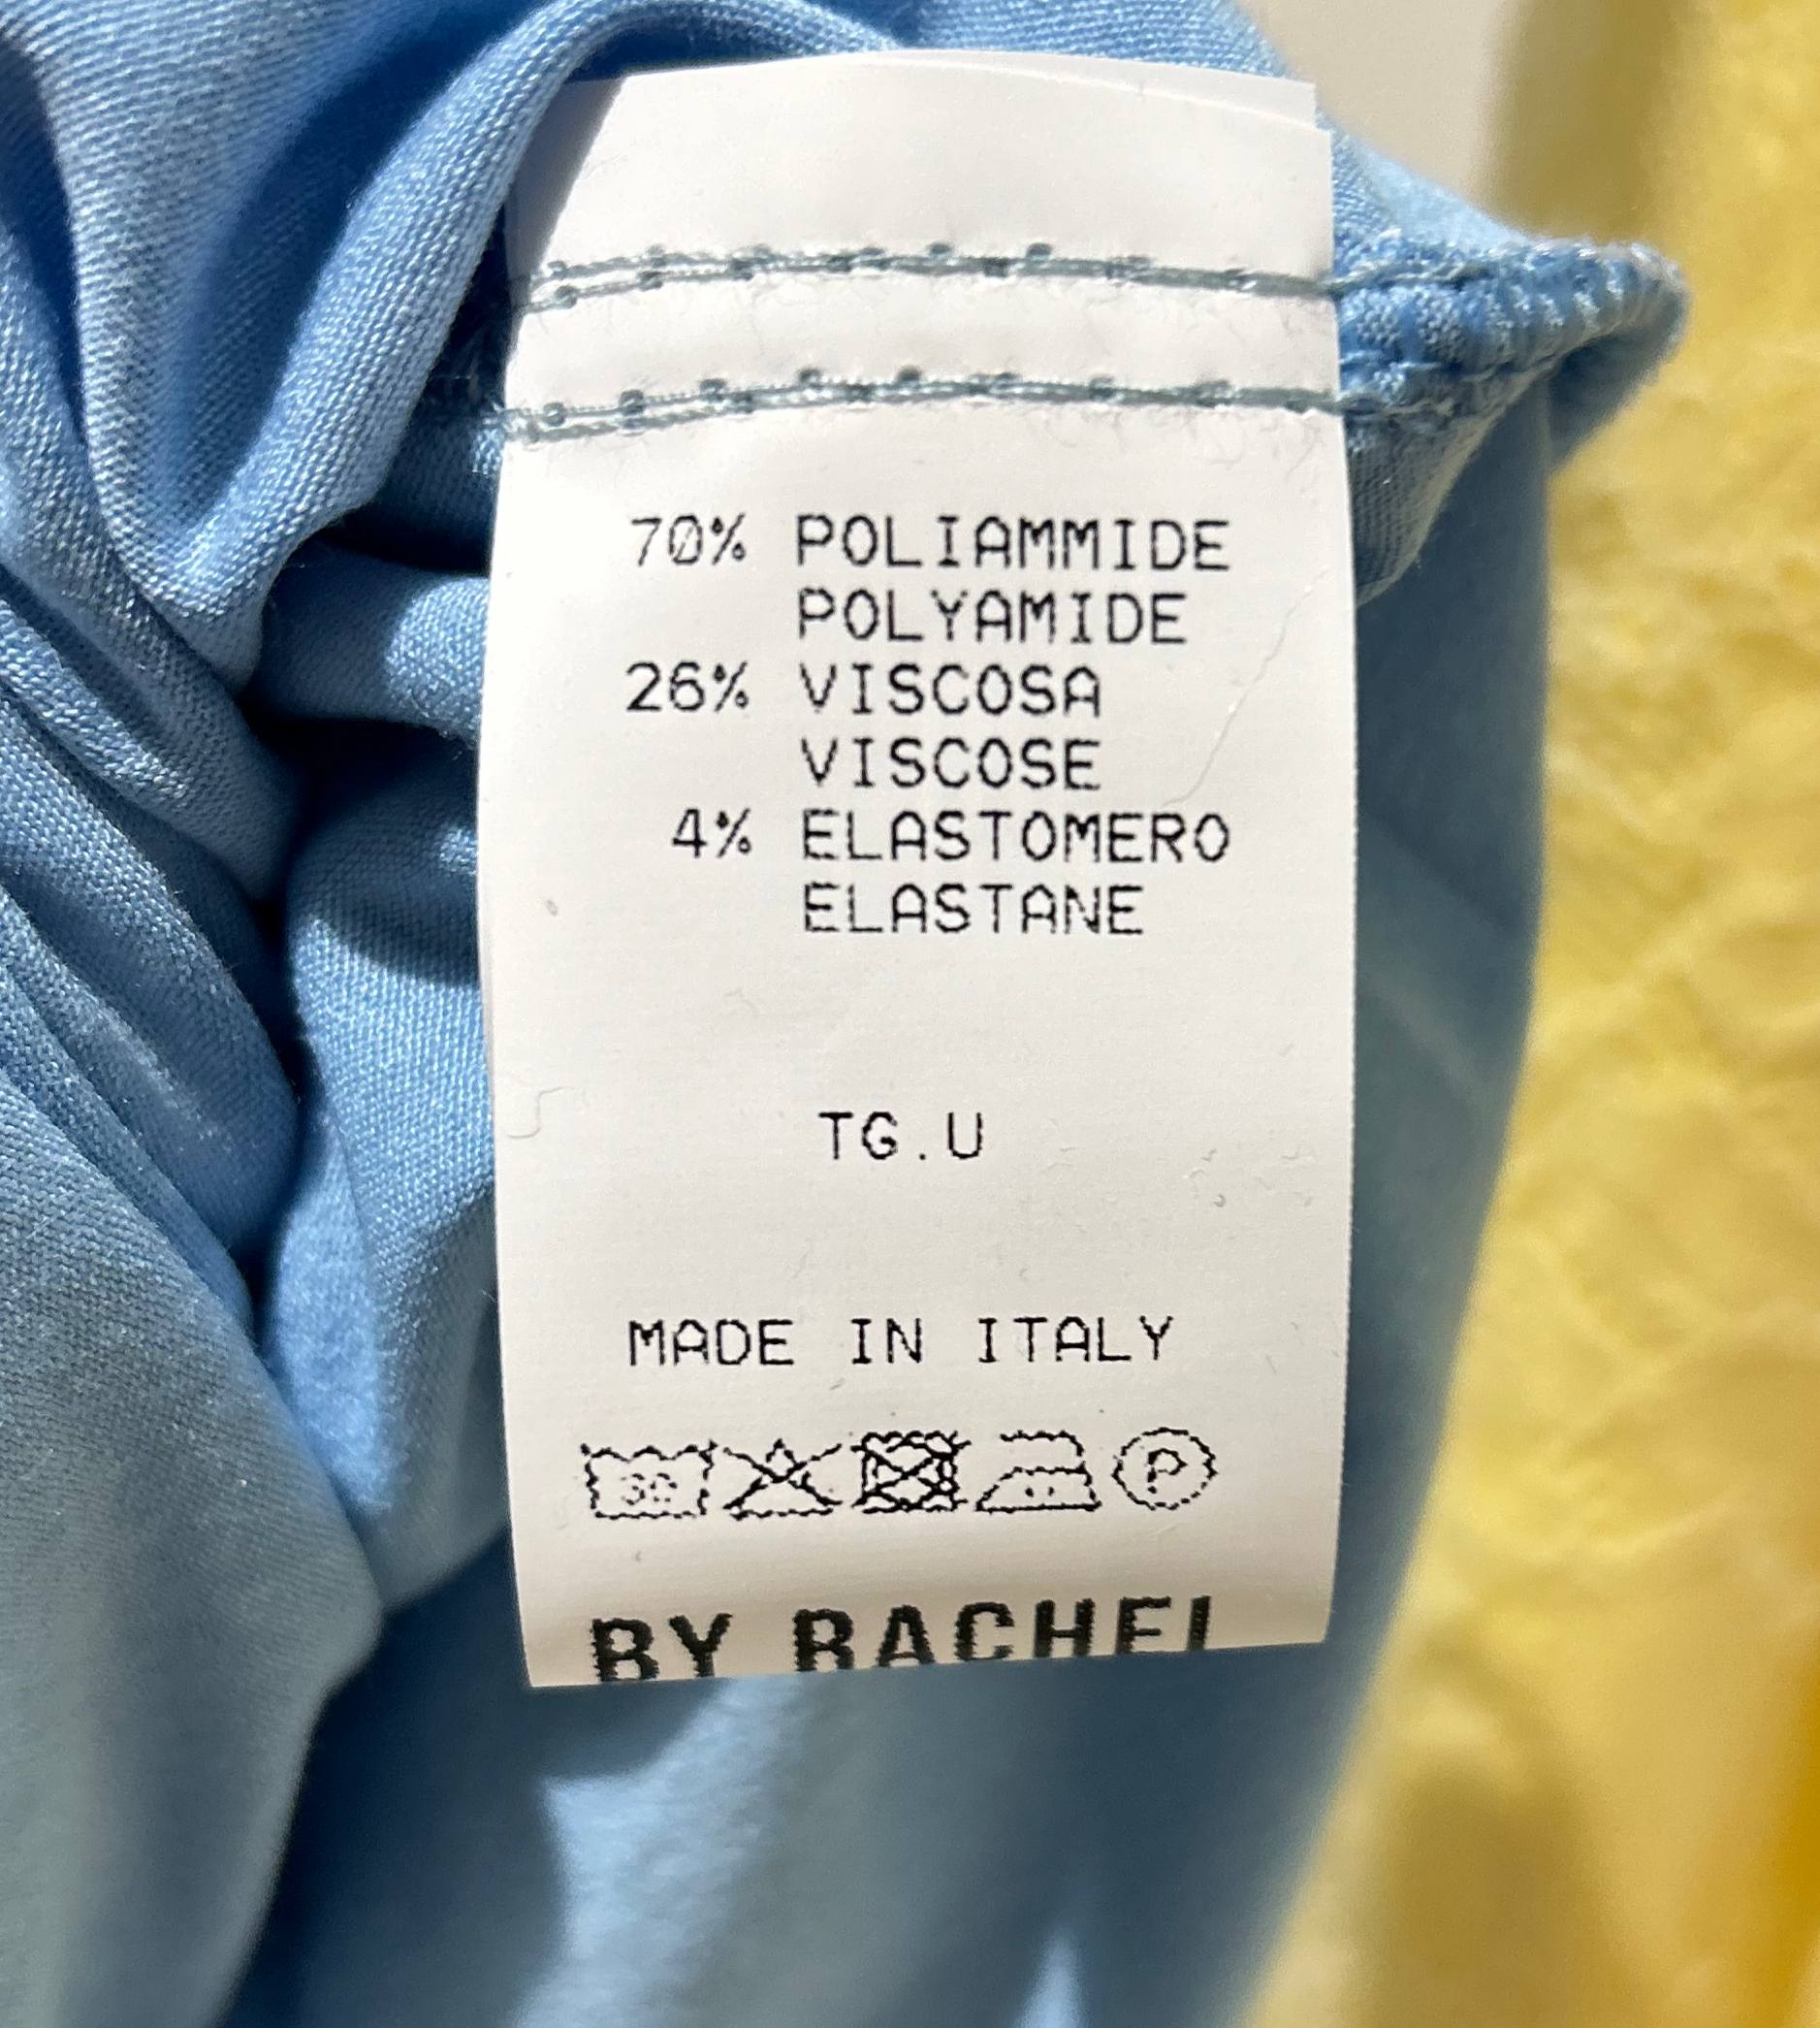 70% POLIAMMIDE
POLYAMIDE
26% VISCOSA
VISCOSE
4% ELASTOMERO
ELASTANE
TG.U
MADE IN ITALY
30 P
BY RACHEL